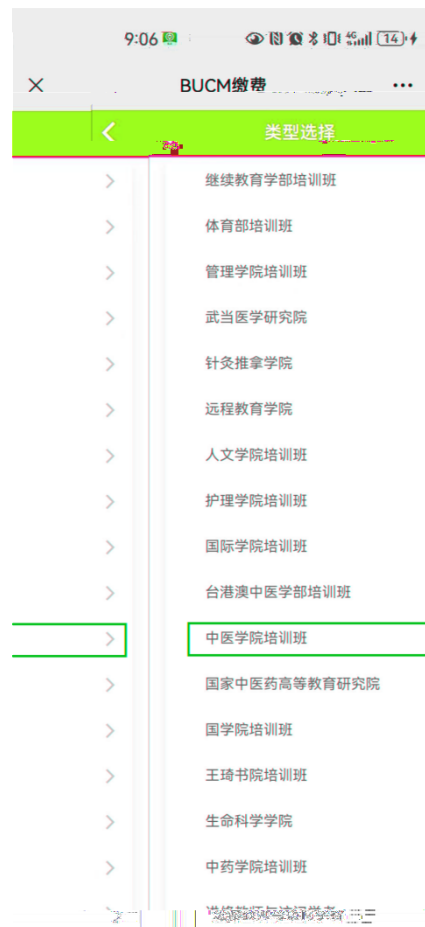 9:06 4G 14
BUCM缴费
类型选择
继续教育学部培训班
体育部培训班
管理学院培训班
武当医学研究院
针灸推拿学院
远程教育学院
人文学院培训班
护理学院培训班
国际学院培训班
台港澳中医学部培训班
中医学院培训班
国家中医药高等教育研究院
国学院培训班
王琦书院培训班
生命科学学院
中药学院培训班